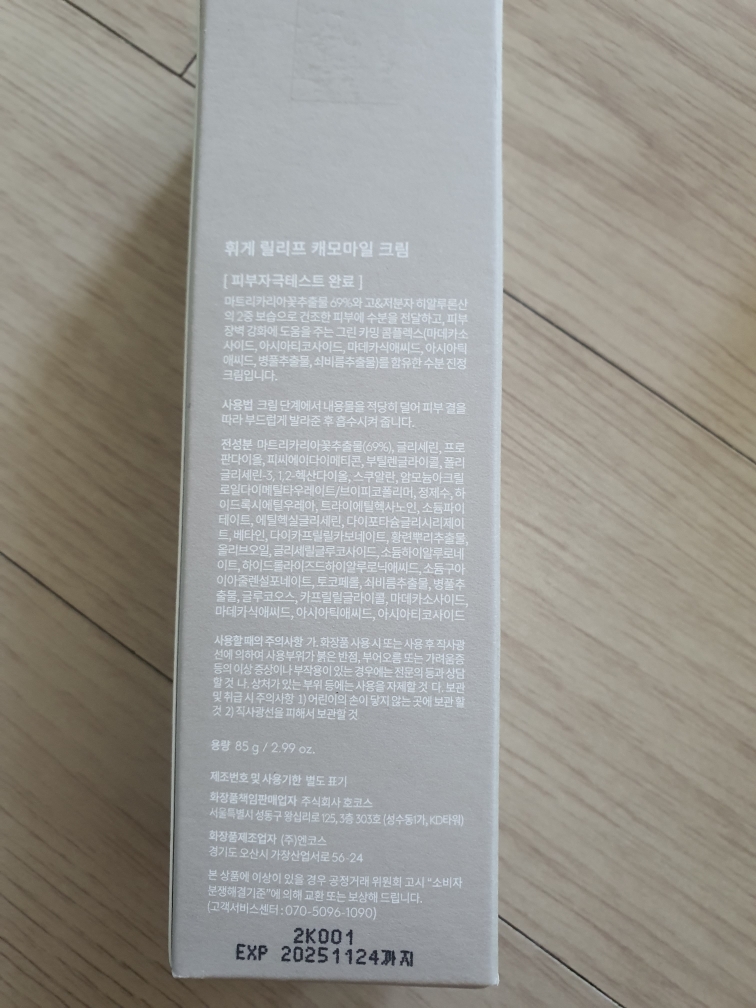 휘게 릴리프 캐모마일 크림
[ 피부자극테스트 완료 ]
마트리카리아꽃추출물 69%와 고&저분자 히알루론산
의 2중 보습으로 건조한 피부에 수분을 전달하고, 피부
장벽 강화에 도움을 주는 그린 카밍 콤플렉스(마데카소
사이드, 아시아티코사이드, 마데카식애씨드, 아시아틱
애씨드, 병풀추출물, 쇠비름추출물)를 함유한 수분 진정
크림입니다.
사용법 크림 단계에서 내용물을 적당히 덜어 피부 결을
따라 부드럽게 발라준 후 흡수시켜 줍니다.
전성분 마트리카리아꽃추출물(69%), 글리세린, 프로
판다이올, 피씨에이다이메티콘, 부틸렌글라이콜, 폴리
글리세린-3, 1,2-헥산다이올, 스쿠알란, 암모늄아크릴
로일다이메틸타우레이트/브이피코폴리머, 정제수, 하
이드록시에틸우레아, 트라이에틸헥사노인, 소듐파이
테이트, 에틸헥실글리세린, 다이포타슘글리시리제이
트, 베타인, 다이카프릴릴카보네이트, 황련뿌리추출물,
올리브오일, 글리세릴글루코사이드, 소듐하이알루로네
이트, 하이드롤라이즈드하이알루로닉애씨드, 소듐구아
이아줄렌설포네이트, 토코페롤, 쇠비름추출물, 병풀추
출물, 글루코오스, 카프릴릴글라이콜, 마데카소사이드,
마데카식애씨드, 아시아틱애씨드, 아시아티코사이드
사용할 때의 주의사항 가. 화장품 사용 시 또는 사용 후 직사광
선에 의하여 사용부위가 붉은 반점, 부어오름 또는 가려움증
등의 이상 증상이나 부작용이 있는 경우에는 전문의 등과 상담
할 것 나. 상처가 있는 부위 등에는 사용을 자제할 것 다. 보관
및 취급 시 주의사항 1) 어린이의 손이 닿지 않는 곳에 보관 할
것 2) 직사광선을 피해서 보관할 것
용량 85 g / 2.99 oz.
제조번호 및 사용기한 별도 표기
화장품책임판매업자 주식회사 호코스
서울특별시 성동구 왕십리로 125, 3층 303호 (성수동1가, KD타워)
화장품제조업자 (주)엔코스
경기도 오산시 가장산업서로 56-24
본 상품에 이상이 있을 경우 공정거래 위원회 고시 "소비자
분쟁해결기준"에 의해 교환 또는 보상해 드립니다.
(고객서비스센터 : 070-5096-1090)
2K001
EXP 20251124까지